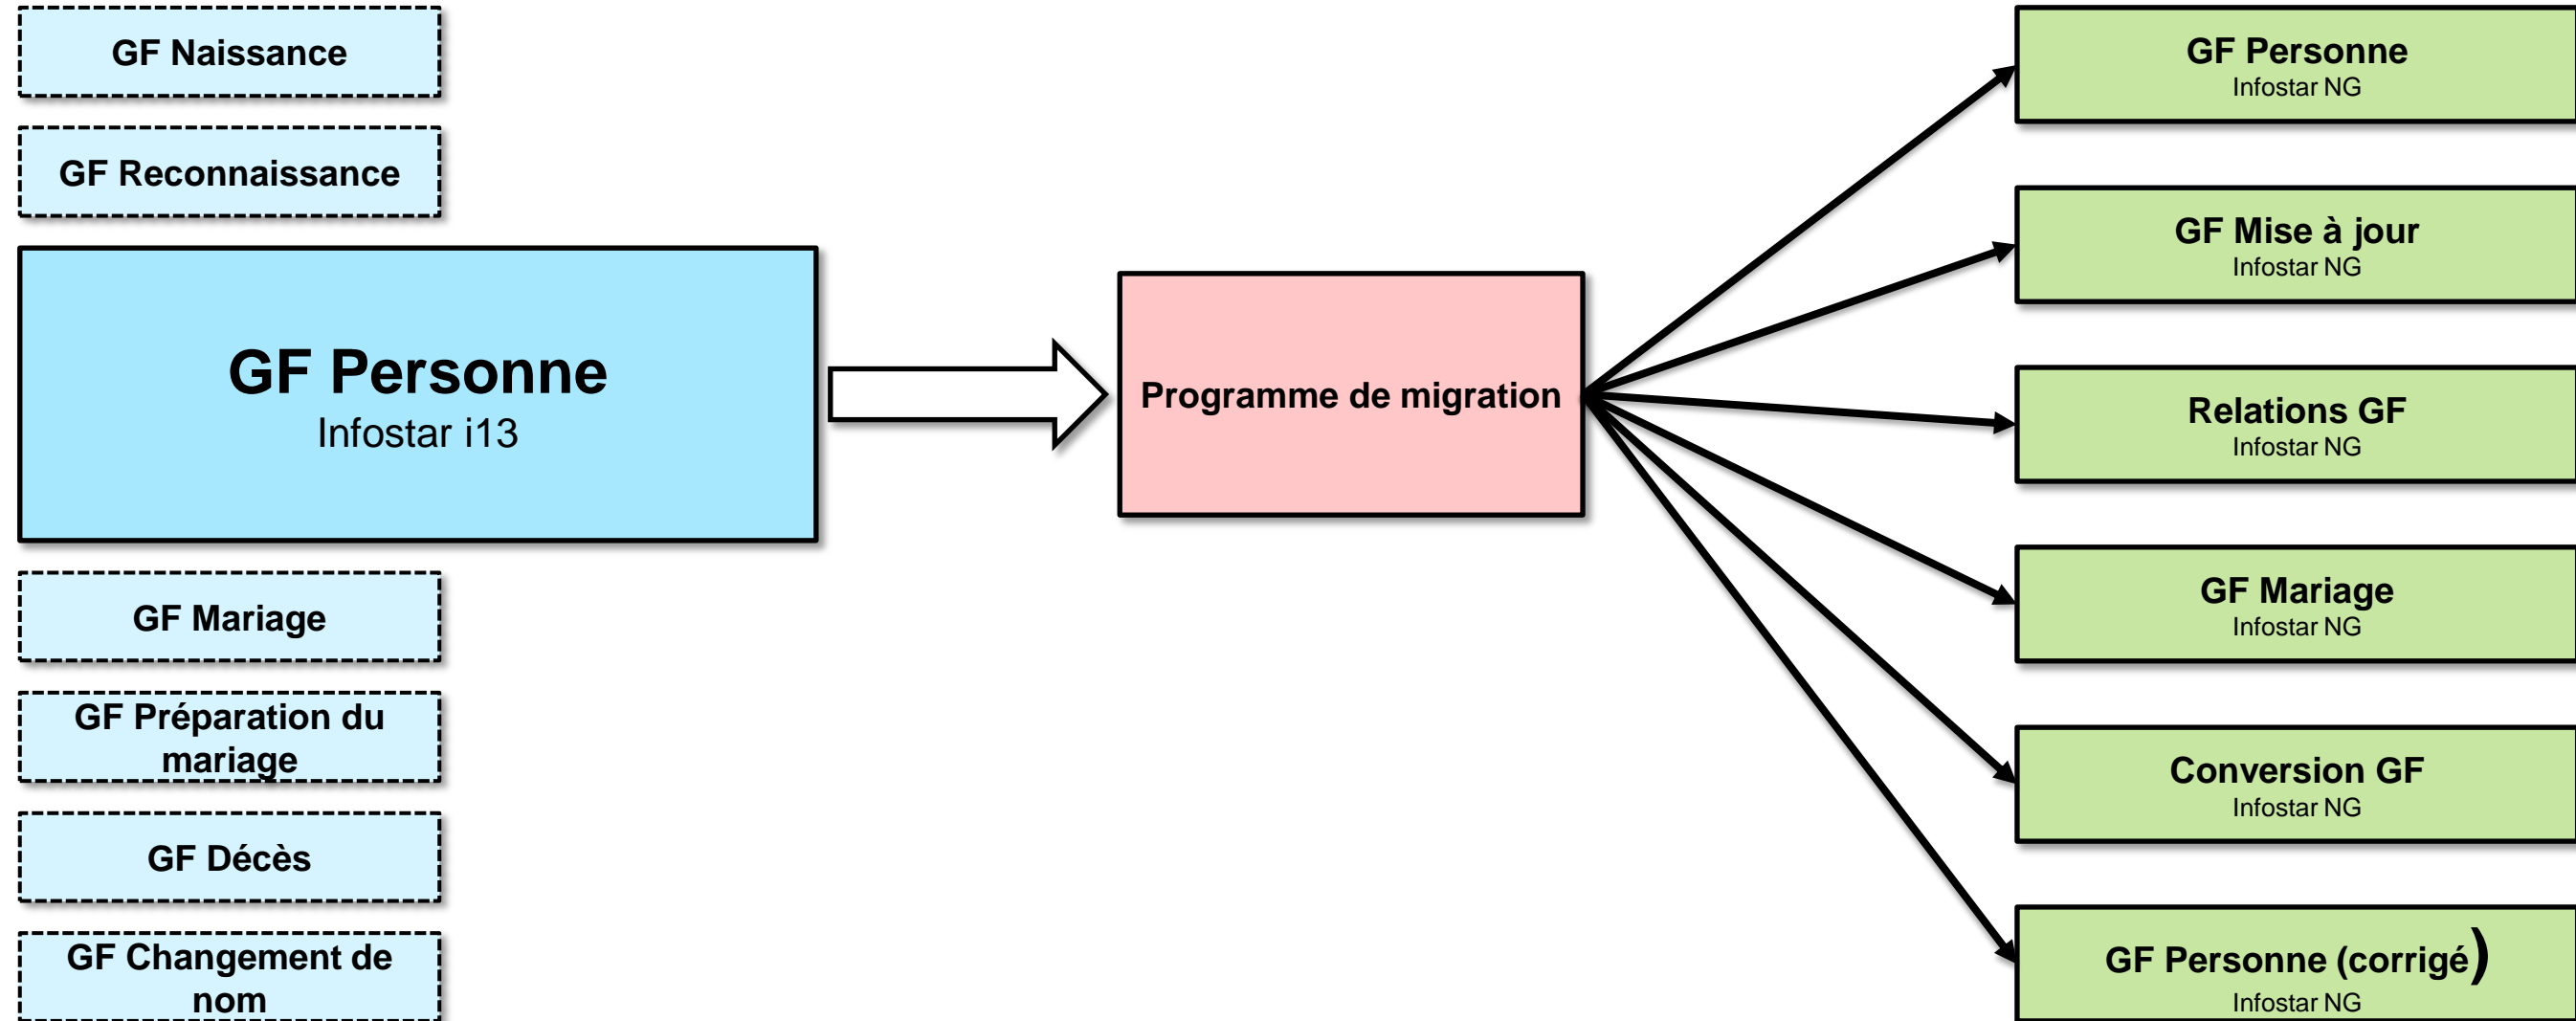 GF Naissance
GF Reconnaissance
GF Personne
Infostar i13
GF Mariage
GF Préparation du
mariage
GF Décès
GF Changement de
nom
Programme de migration
GF Personne
Infostar NG
GF Mise à jour
Infostar NG
Relations GF
Infostar NG
GF Mariage
Infostar NG
Conversion GF
Infostar NG
GF Personne (corrigé)
Infostar NG